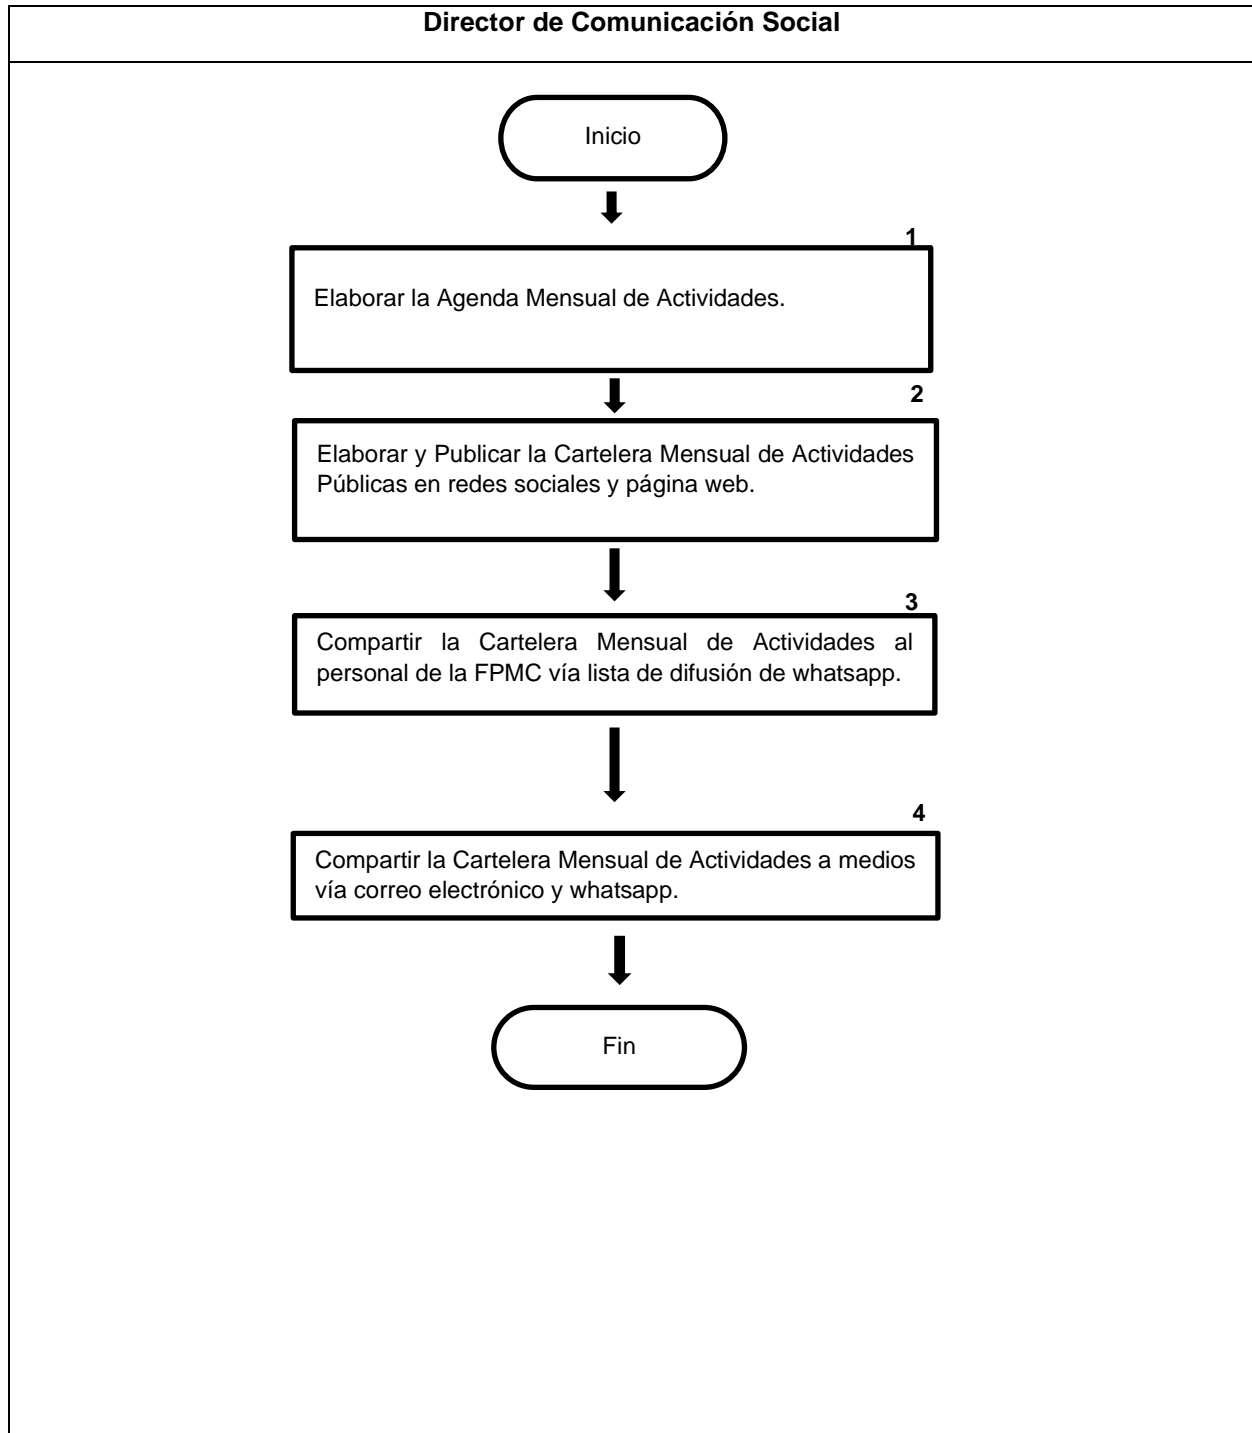 Director de Comunicación Social
Inicio
1
Elaborar la Agenda Mensual de Actividades.
2
Elaborar y Publicar la Cartelera Mensual de Actividades
Públicas en redes sociales y página web.
3
Compartir la Cartelera Mensual de Actividades al
personal de la FPMC vía lista de difusión de whatsapp.
4
Compartir la Cartelera Mensual de Actividades a medios
vía correo electrónico y whatsapp.
Fin